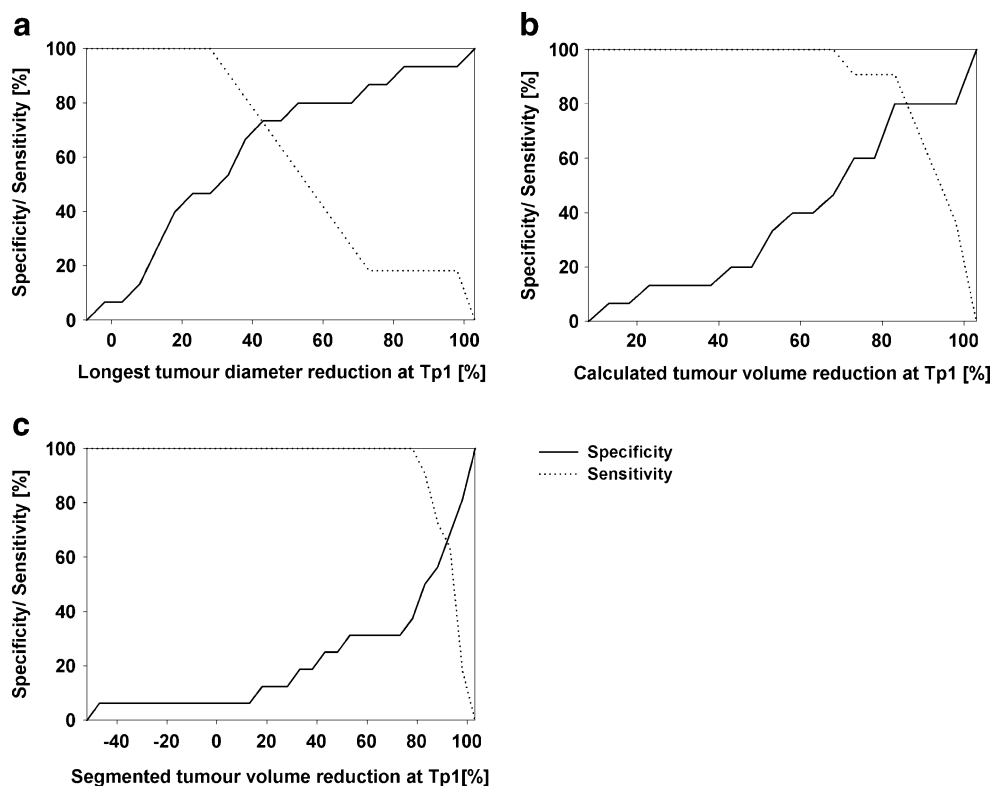 a
100
80
60
40
20
0
Specificity/ Sensitivity [%]
0 20 40 60 80 100
Longest tumour diameter reduction at Tp1 [%]
b
100
80
60
40
20
0
Specificity/ Sensitivity [%]
20 40 60 80 100
Calculated tumour volume reduction at Tp1 [%]
c
100
80
60
40
20
0
Specificity/ Sensitivity [%]
-40 -20 0 20 40 60 80 100
Segmented tumour volume reduction at Tp1[%]
Specificity
Sensitivity